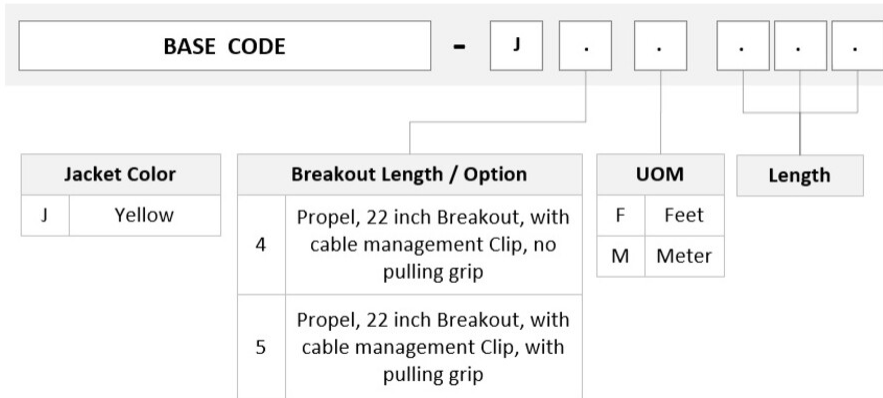 BASE CODE - J . . . . .
Jacket Color
J Yellow
Breakout Length / Option
4 Propel, 22 inch Breakout, with
cable management Clip, no
pulling grip
5 Propel, 22 inch Breakout, with
cable management Clip, with
pulling grip
UOM
F Feet
M Meter
Length